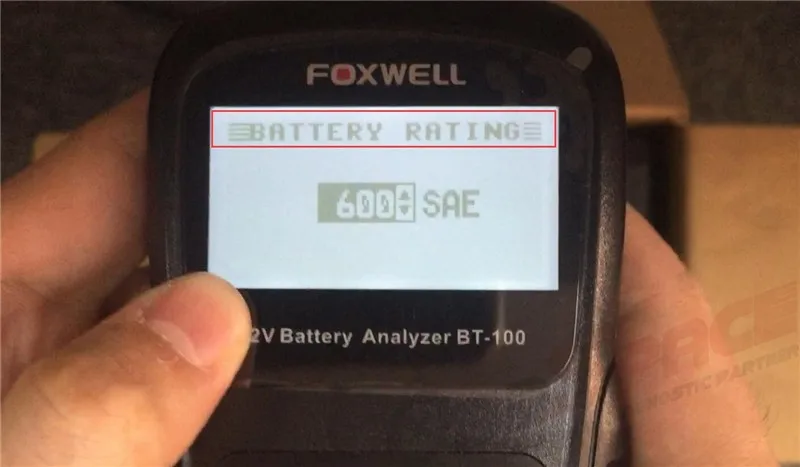 FOXWELL
BATTERY RATING
600 SAE
2V Battery Analyzer BT-100